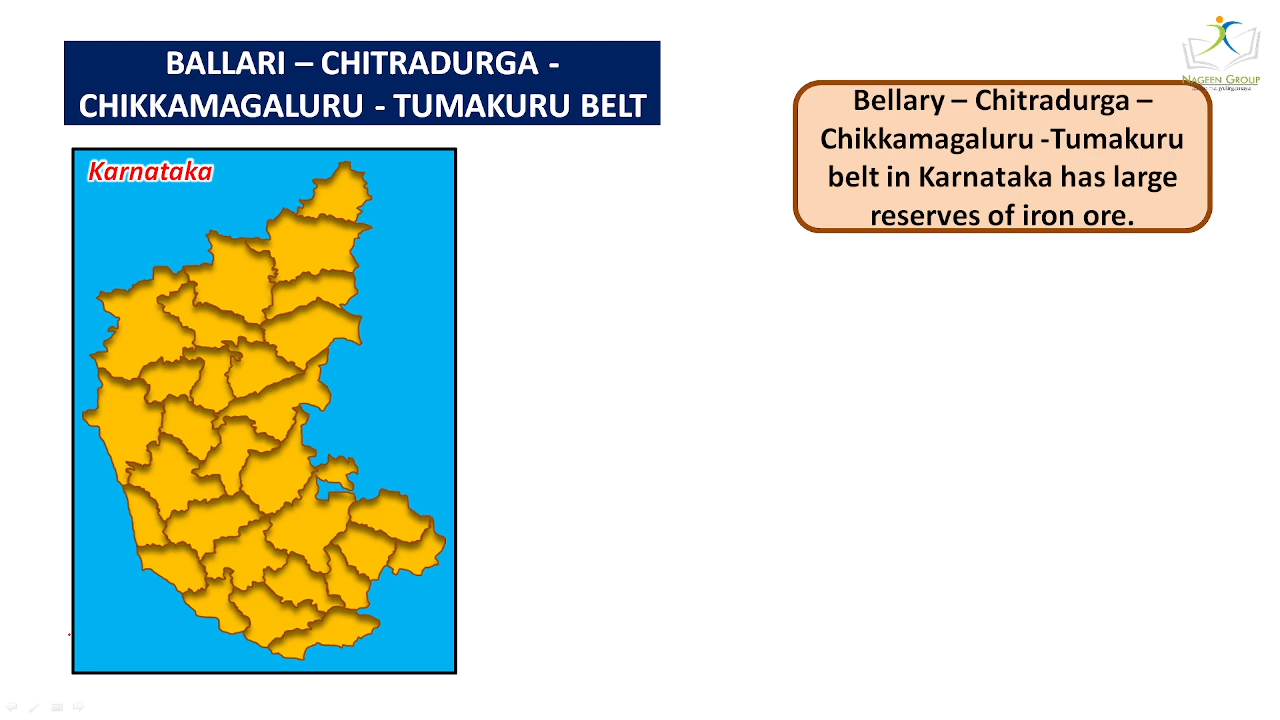 BALLARI – CHITRADURGA -
CHIKKAMAGALURU - TUMAKURU BELT
Karnataka
NAGEEN GROUP
Bellary – Chitradurga –
Chikkamagaluru -Tumakuru
belt in Karnataka has large
reserves of iron ore.